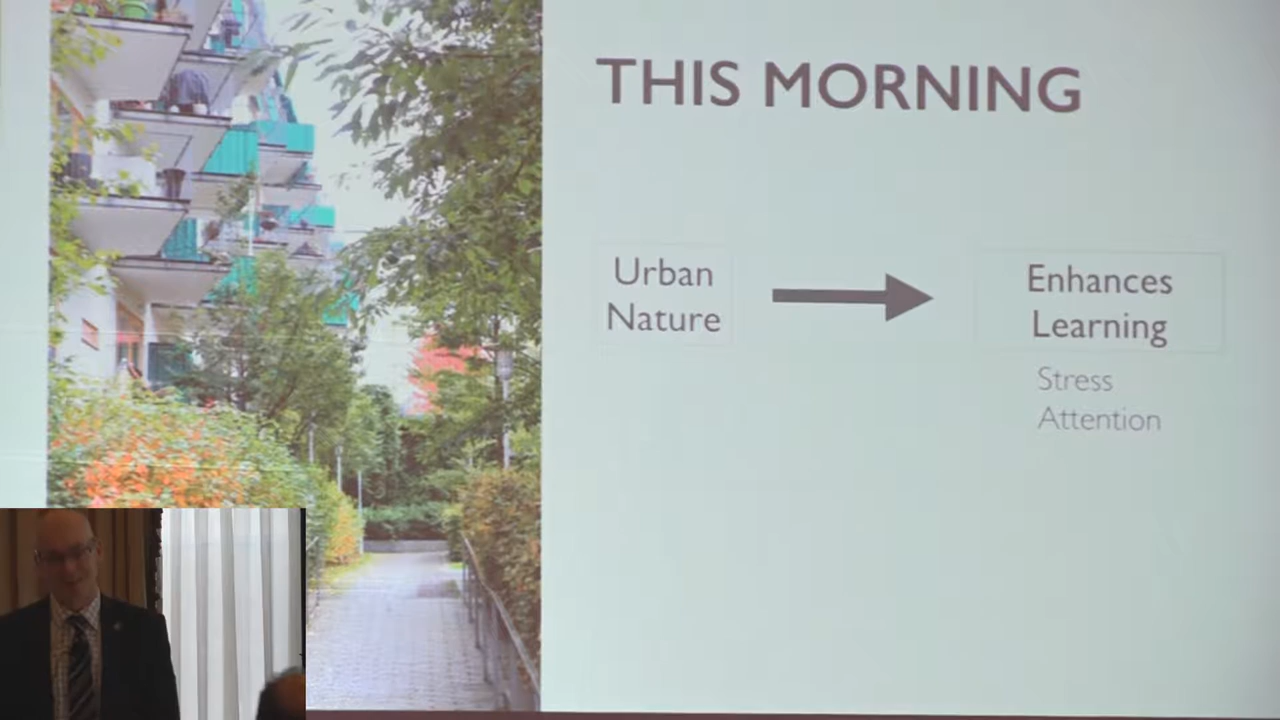 THIS MORNING
Urban
Nature
Enhances
Learning
Stress
Attention